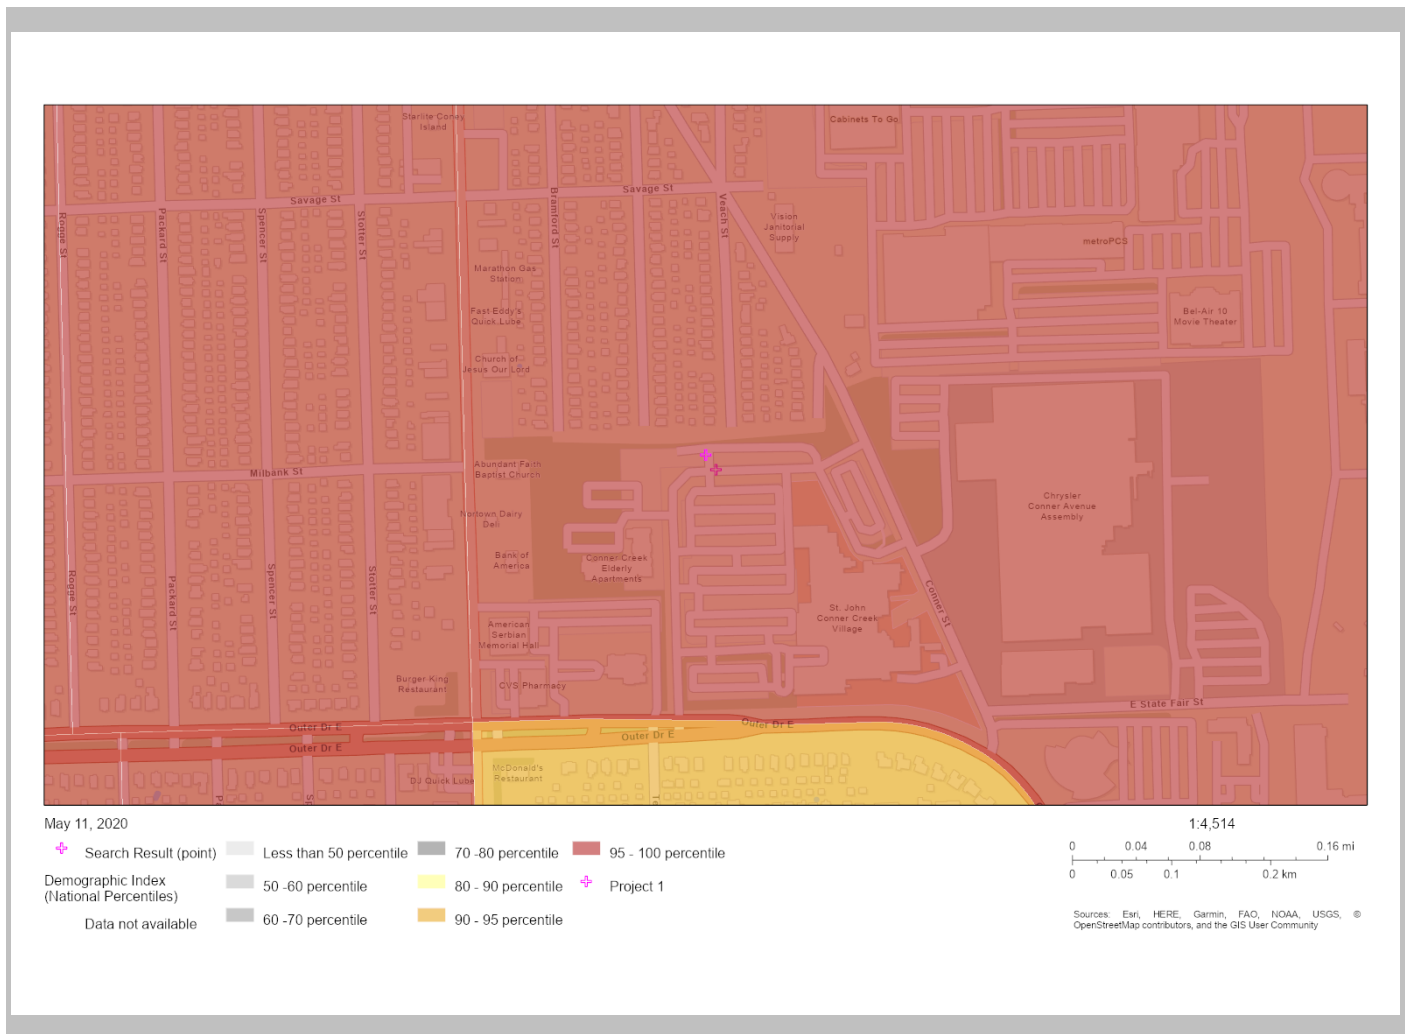 Starlite Coney
Island
Cabinets To Go
Savage St
Savage St
Rogge St
Packard St
Spencer St
Stotter St
Bramford St
Veach St
Vision
Janitorial
Supply
metroPCS
Marathon Gas
Station
Fast Eddy's
Quick Lube
Bel-Air 10
Movie Theater
Church of
Jesus Our Lord
Milbank St
Abundant Faith
Baptist Church
Nortown Dairy
Deli
Chrysler
Conner Avenue
Assembly
Bank of
America
Conner Creek
Elderly
Apartments
Rogge St
Packard St
Spencer St
Stotter St
Conner St
St. John
Conner Creek
Village
American
Serbian
Memorial Hall
Burger King
Restaurant
CVS Pharmacy
E State Fair St
Outer Dr E
Outer Dr E
Outer Dr E
Outer Dr E
McDonald's
Restaurant
DJ Quick Lube
May 11, 2020
1:4,514
Search Result (point)
Demographic Index
(National Percentiles)
Data not available
Less than 50 percentile
50 -60 percentile
60 -70 percentile
70 -80 percentile
80 - 90 percentile
90 - 95 percentile
95 - 100 percentile
Project 1
0 0.04 0.08 0.16 mi
0 0.05 0.1 0.2 km
Sources: Esri, HERE, Garmin, FAO, NOAA, USGS, ©
OpenStreetMap contributors, and the GIS User Community